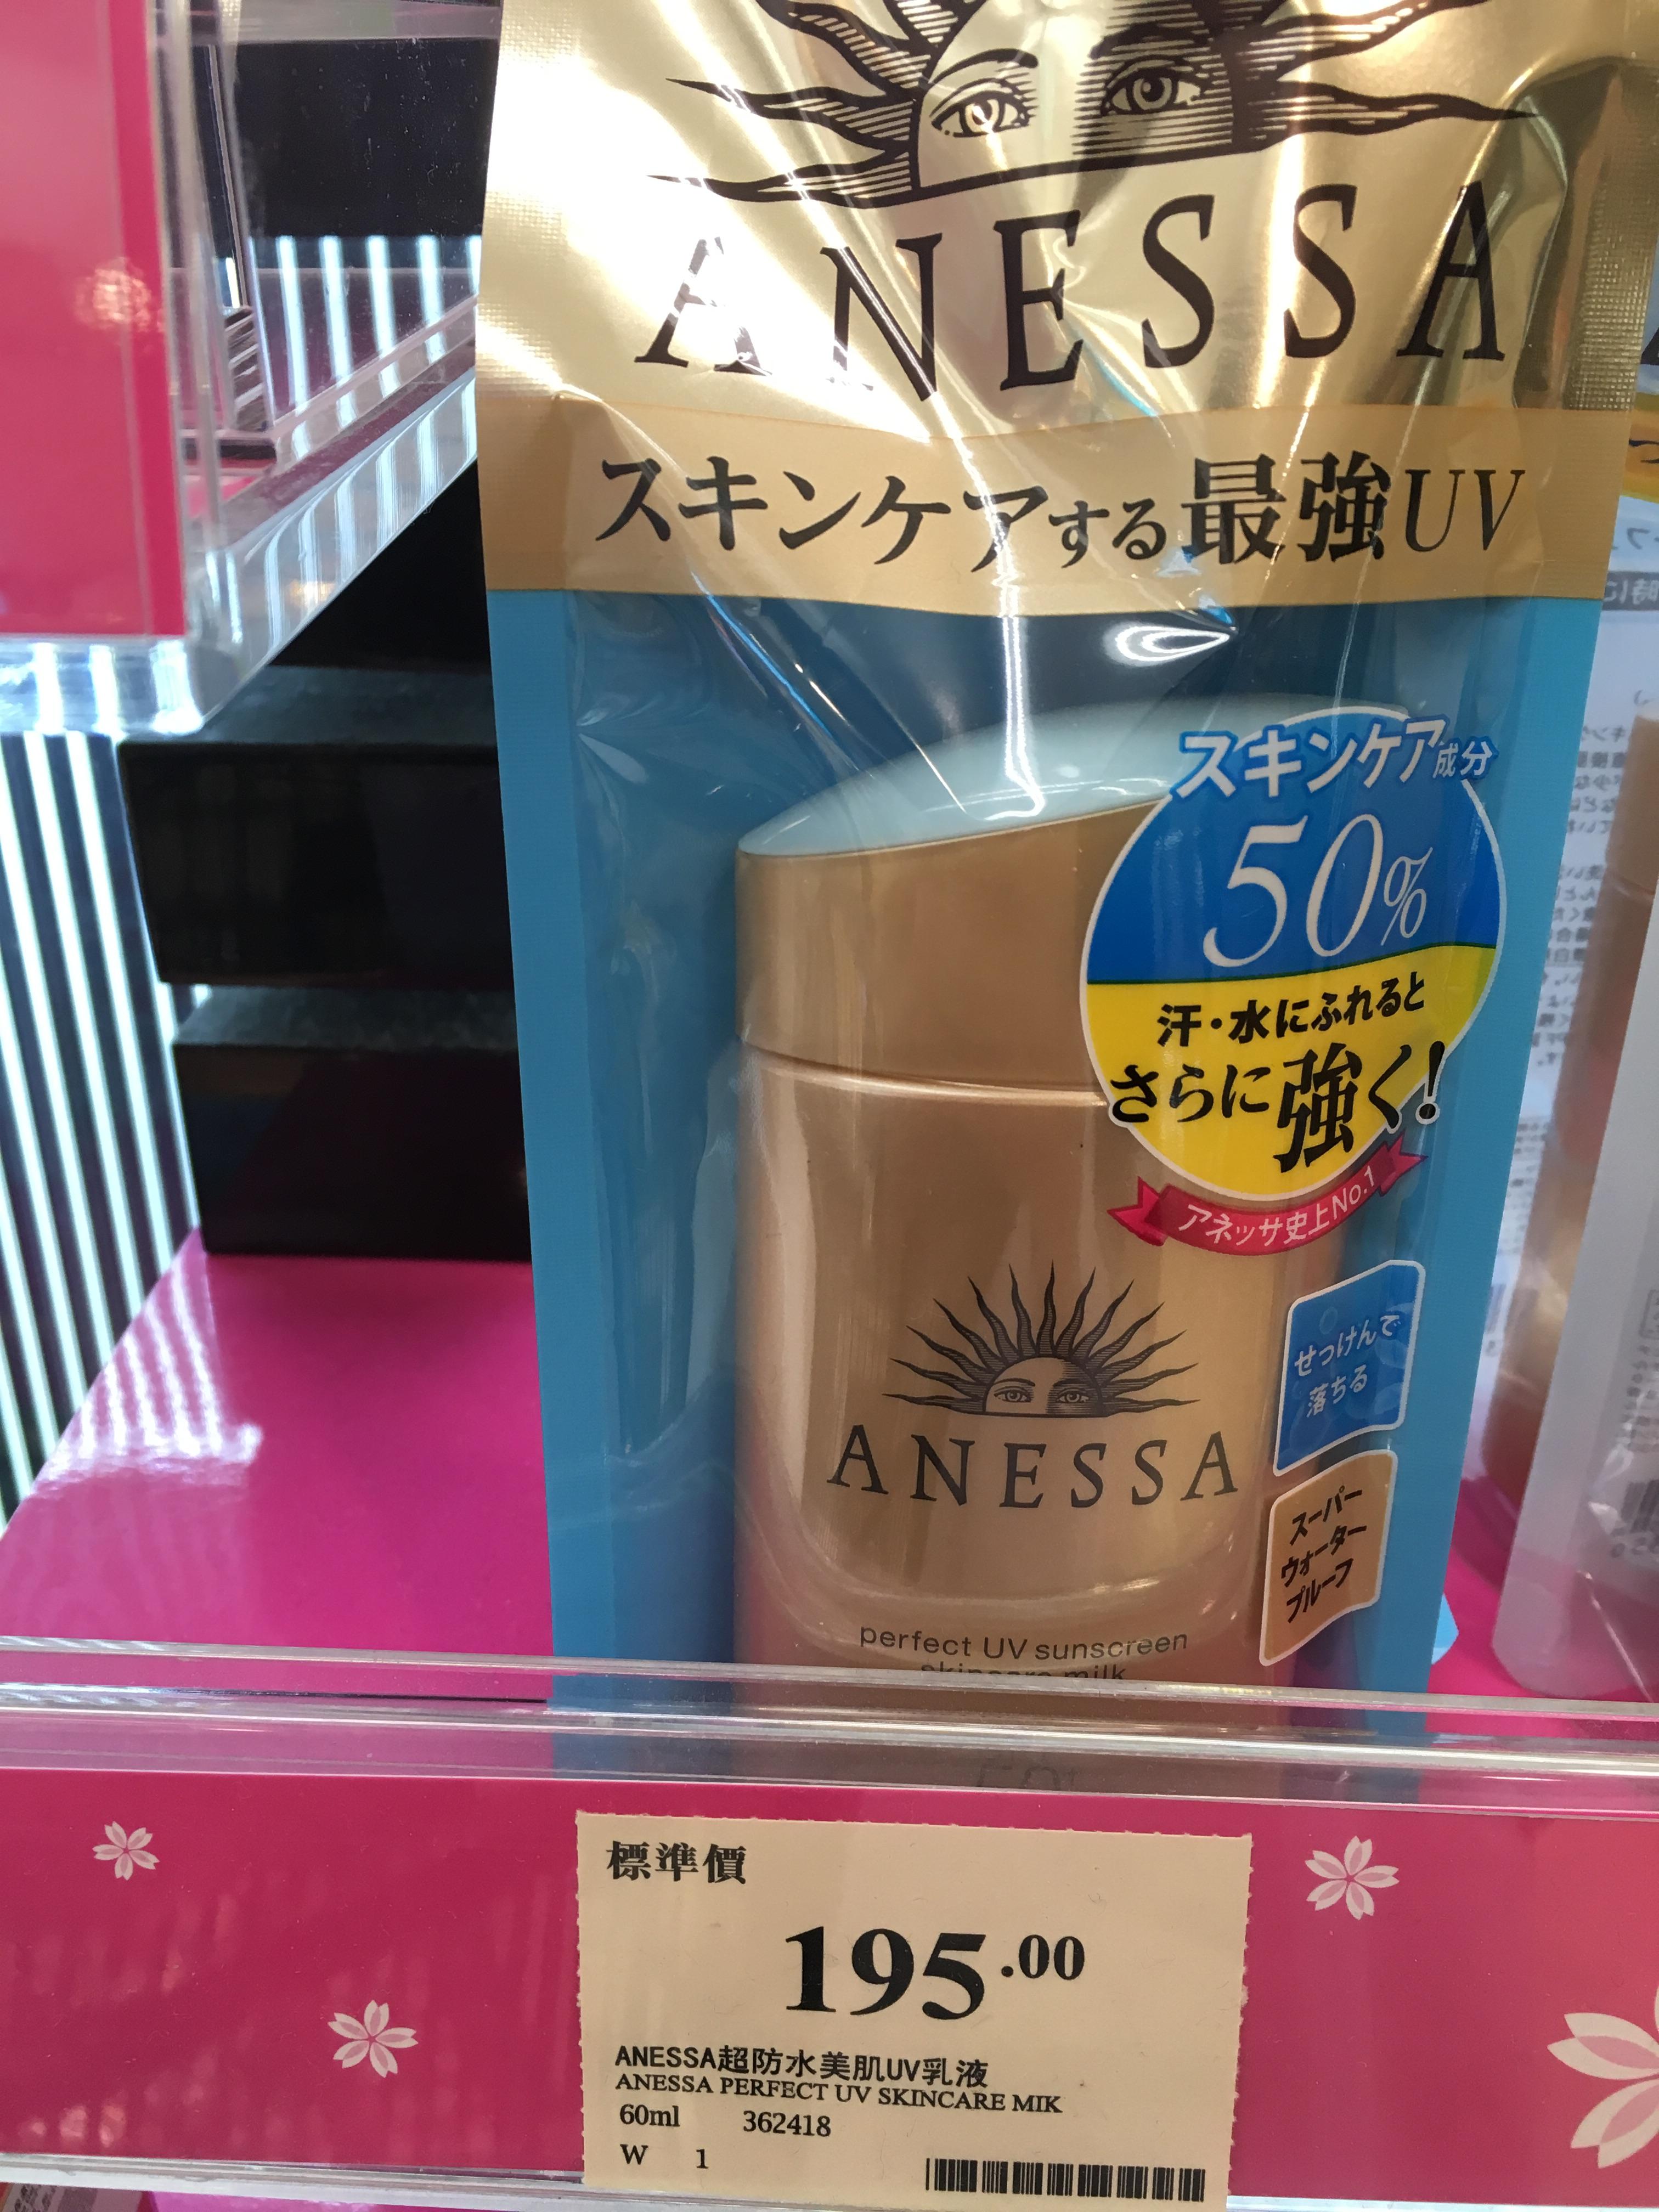 ANESSA
スキンケアする最強UV
スキンケア成分
50%
汗・水にふれると
さらに強く!
アネッサ史上No.1
ANESSA
せっけんで
落ちる
スーパー
ウォーター
プルーフ
perfect UV sunscreen
skincare milk
標準價
195.00
ANESSA超防水美肌UV乳液
ANESSA PERFECT UV SKINCARE MIK
60ml 362418
W 1